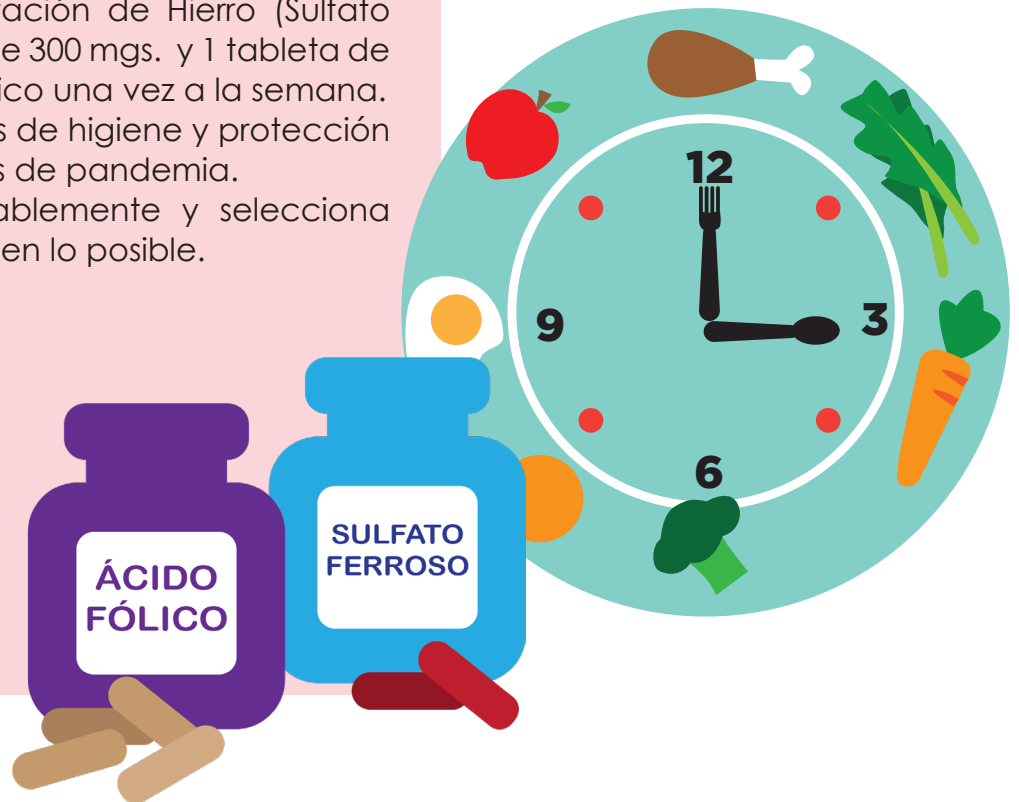 ación de Hierro (Sulfato
e 300 mgs. y 1 tableta de
ico una vez a la semana.
s de higiene y protección
s de pandemia.
ablemente y selecciona
en lo posible.
12
9
3
6
SULFATO
FERROSO
ÁCIDO
FÓLICO